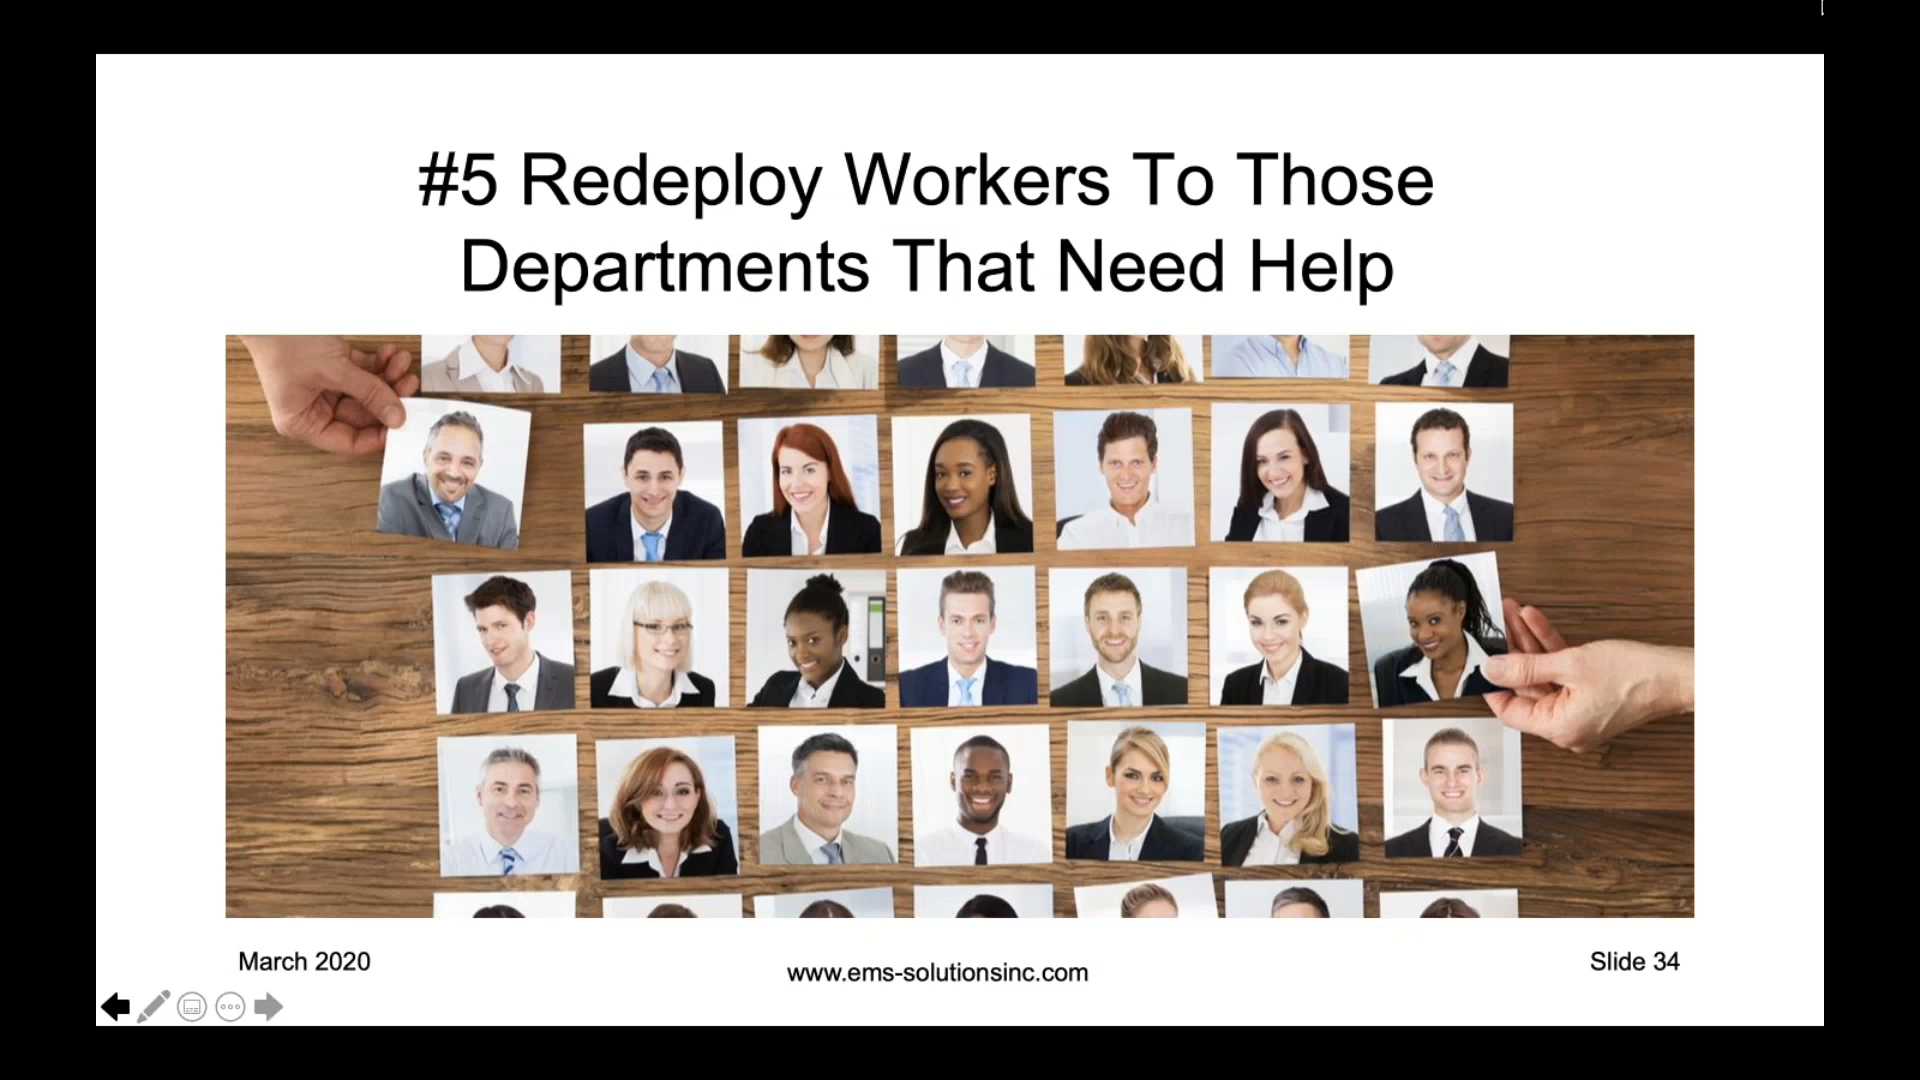 #5 Redeploy Workers To Those
Departments That Need Help
March 2020
www.ems-solutionsinc.com
Slide 34